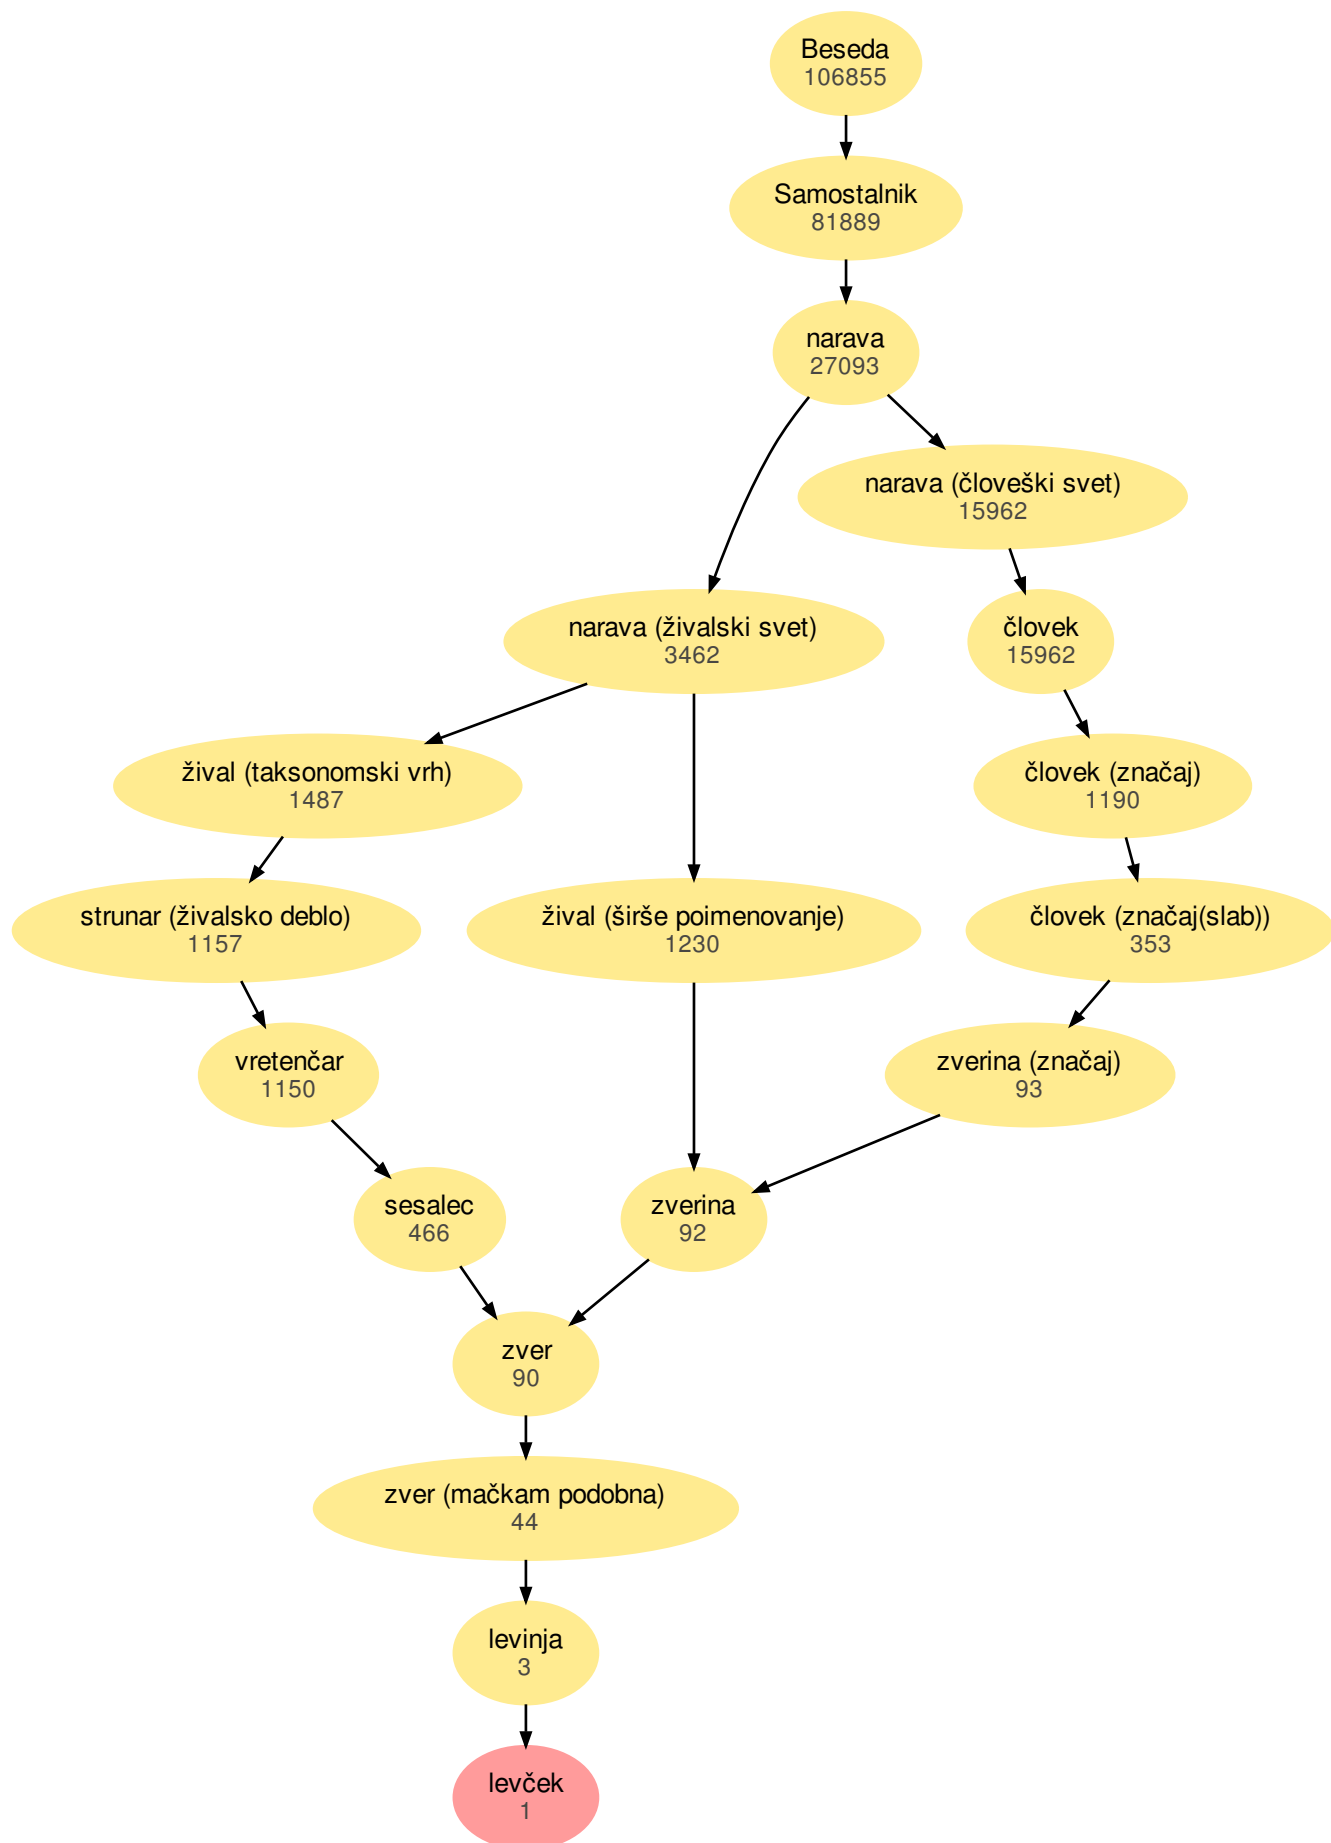 Beseda
106855
Samostalnik
81889
narava
27093
narava (človeški svet)
15962
narava (živalski svet)
3462
človek
15962
žival (taksonomski vrh)
1487
človek (značaj)
1190
strunar (živalsko deblo)
1157
žival (širše poimenovanje)
1230
človek (značaj(slab))
353
vretenčar
1150
zverina (značaj)
93
sesalec
466
zverina
92
zver
90
zver (mačkam podobna)
44
levinja
3
levček
1